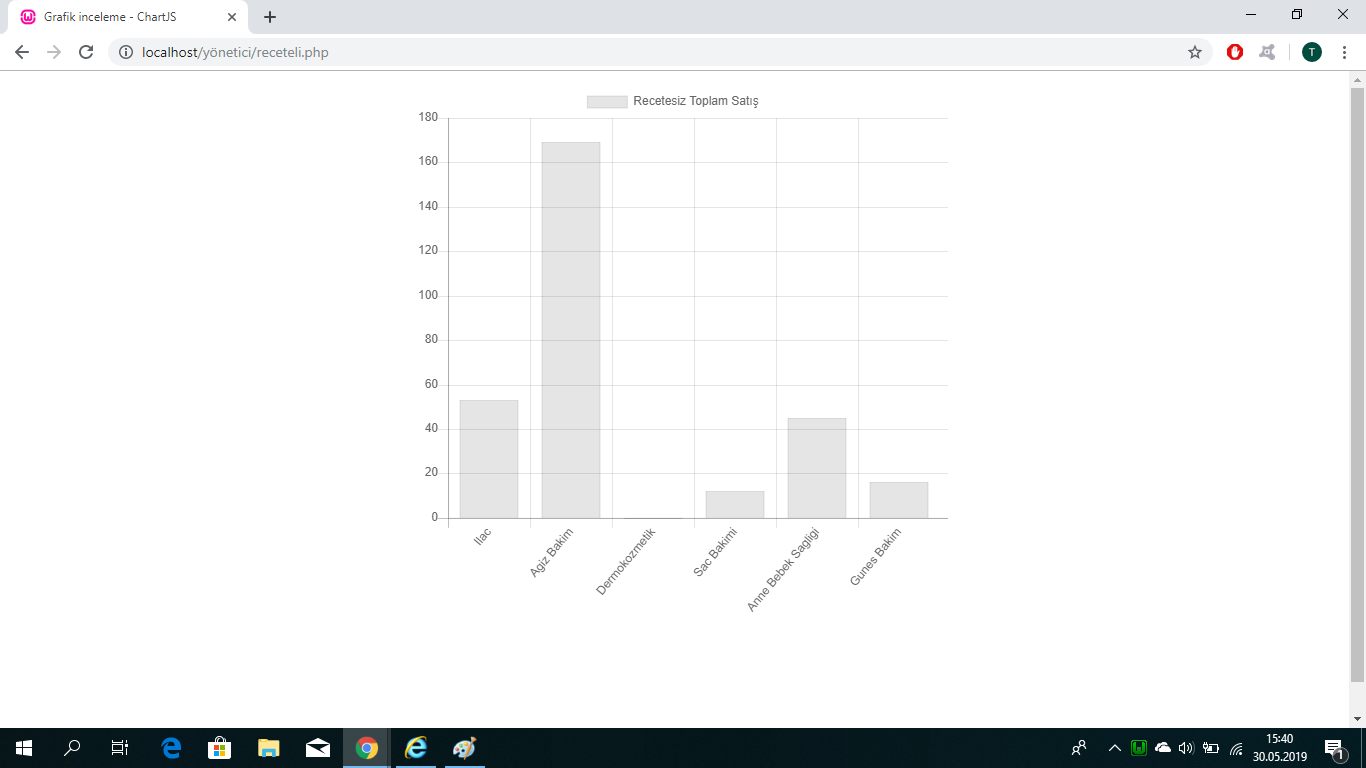 Grafik inceleme - ChartJS
localhost/yönetici/receteli.php
T
Recetesiz Toplam Satış
180
160
140
120
100
80
60
40
20
0
Ilac
Agiz Bakim
Dermokozmetik
Sac Bakimi
Anne Bebek Sagligi
Gunes Bakim
15:40
30.05.2019
1